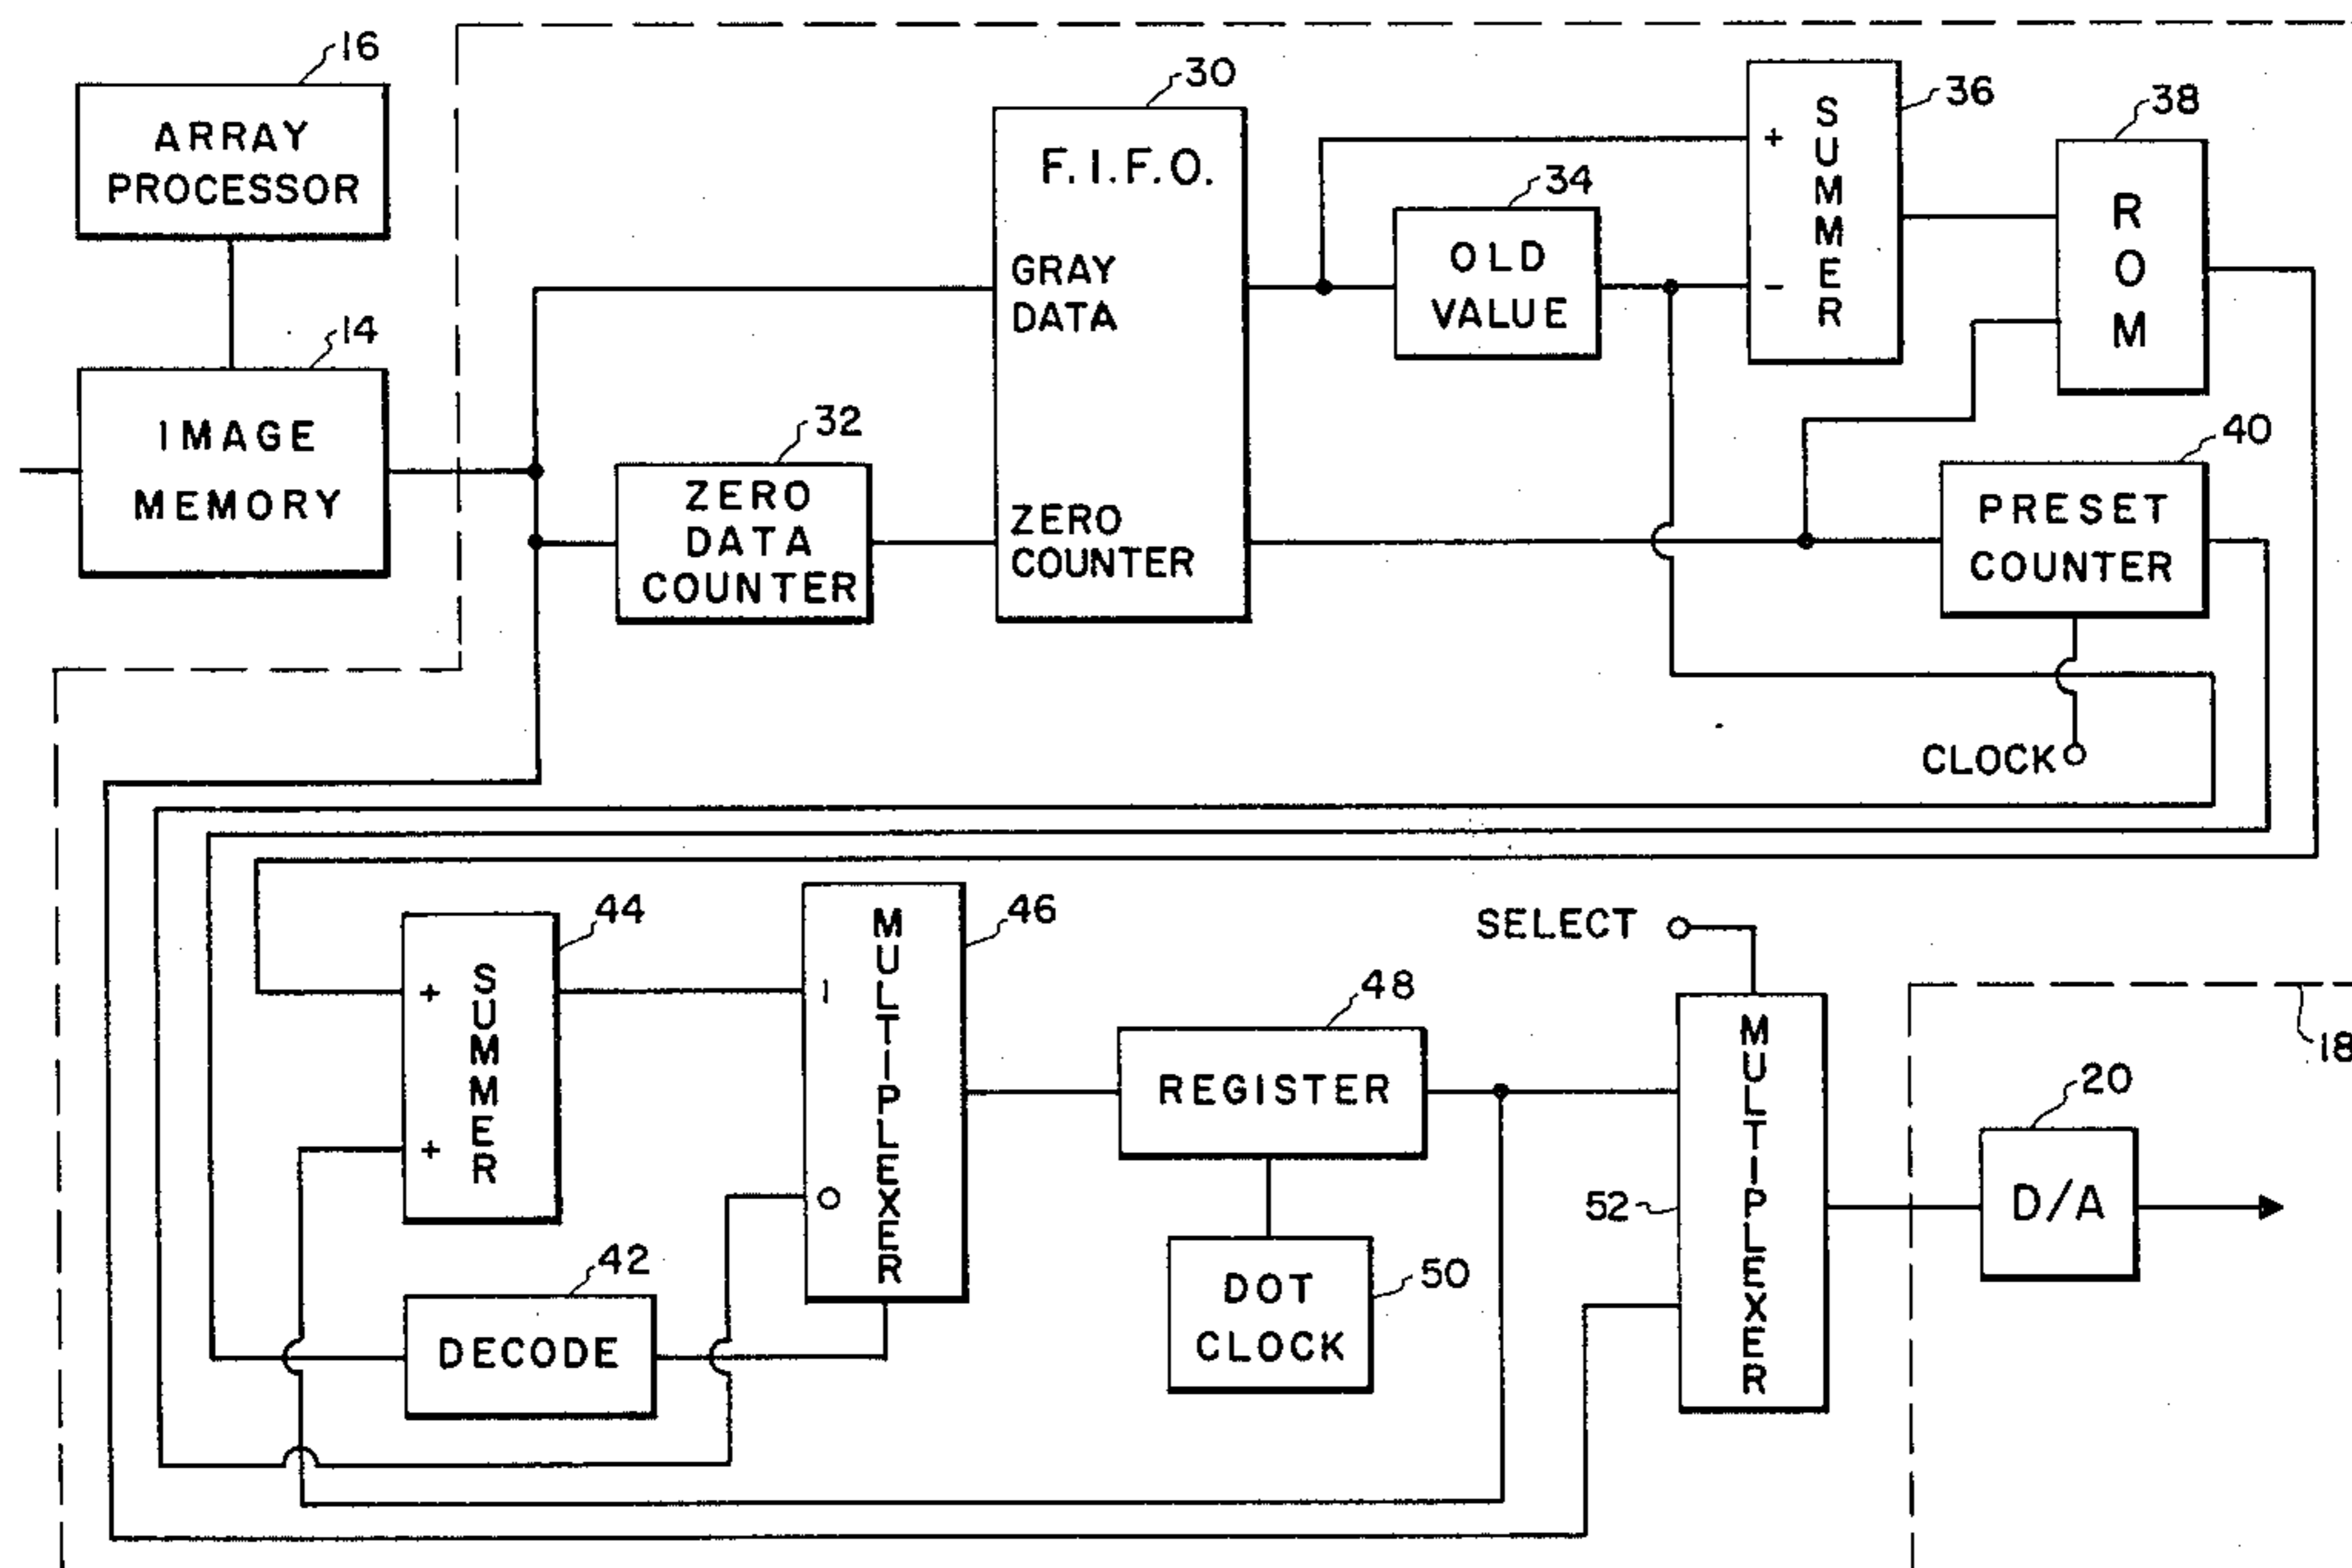 16
ARRAY
PROCESSOR
14
IMAGE
MEMORY
30
F.I.F.O.
GRAY
DATA
ZERO
COUNTER
32
ZERO
DATA
COUNTER
34
OLD
VALUE
36
+
SUMMER
−
38
ROM
40
PRESET
COUNTER
CLOCK
44
+
SUMMER
+
42
DECODE
46
MULTIPLEXER
1
0
48
REGISTER
50
DOT
CLOCK
SELECT
52
MULTIPLEXER
18
20
D/A